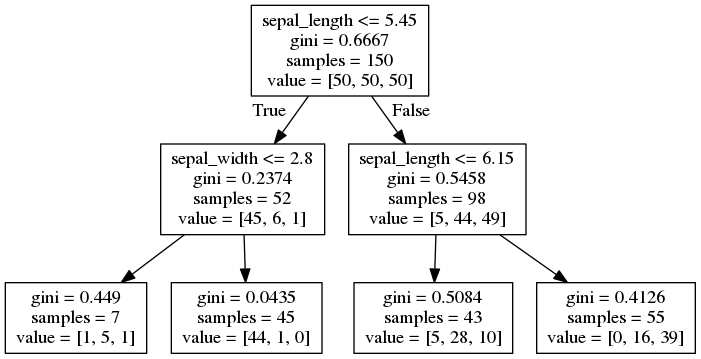 sepal_length <= 5.45
gini = 0.6667
samples = 150
value = [50, 50, 50]
True
False
sepal_width <= 2.8
gini = 0.2374
samples = 52
value = [45, 6, 1]
sepal_length <= 6.15
gini = 0.5458
samples = 98
value = [5, 44, 49]
gini = 0.449
samples = 7
value = [1, 5, 1]
gini = 0.0435
samples = 45
value = [44, 1, 0]
gini = 0.5084
samples = 43
value = [5, 28, 10]
gini = 0.4126
samples = 55
value = [0, 16, 39]